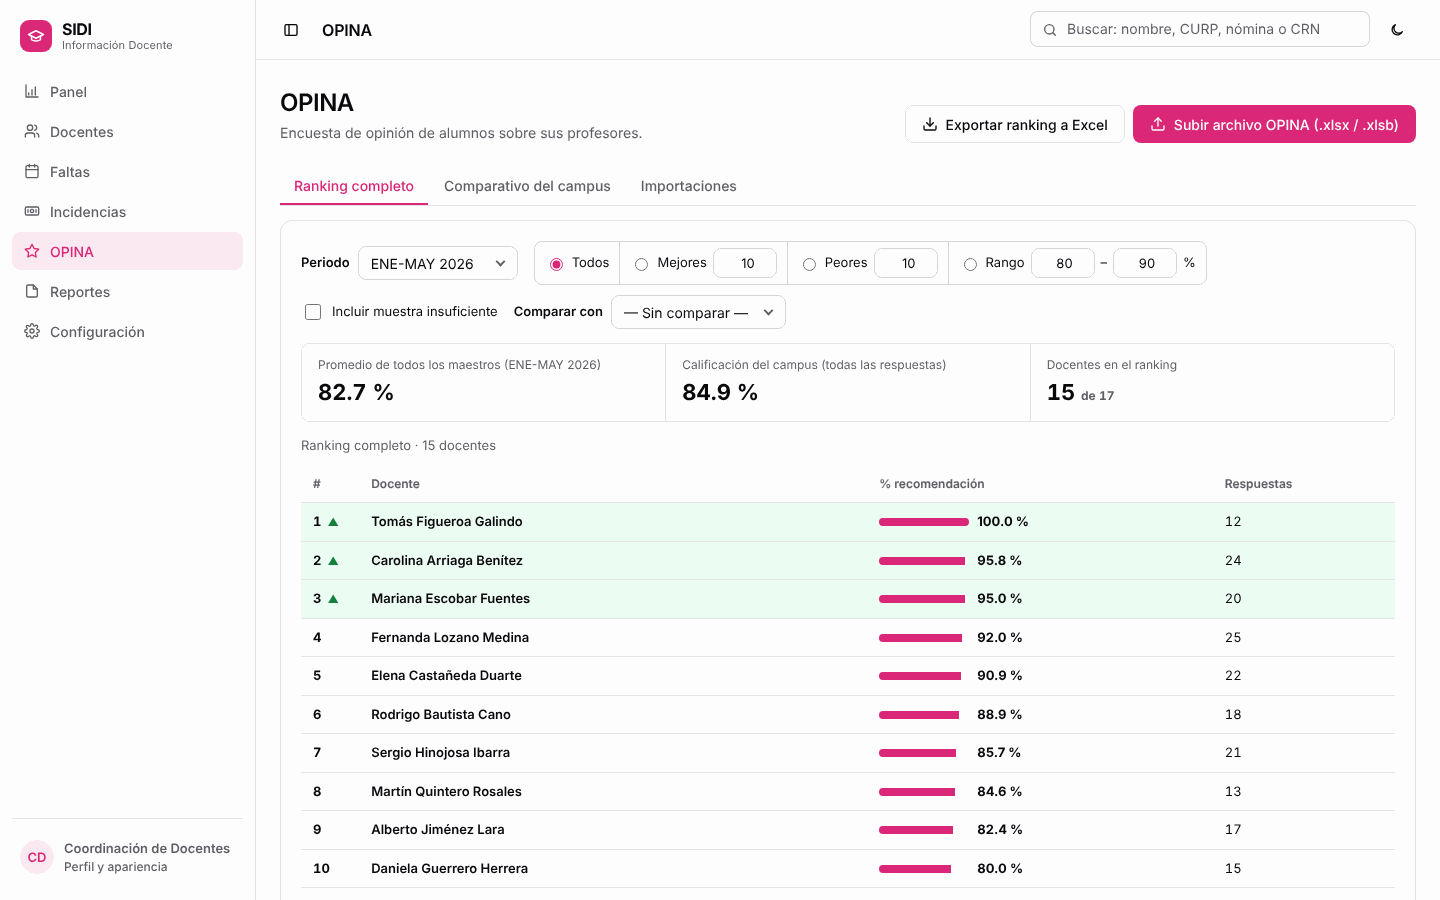 SIDI
Información Docente
Panel
Docentes
Faltas
Incidencias
OPINA
Reportes
Configuración
CD
Coordinación de Docentes
Perfil y apariencia
OPINA
Buscar: nombre, CURP, nómina o CRN
OPINA
Encuesta de opinión de alumnos sobre sus profesores.
Exportar ranking a Excel
Subir archivo OPINA (.xlsx / .xlsb)
Ranking completo Comparativo del campus Importaciones
Periodo ENE-MAY 2026 Todos Mejores 10 Peores 10 Rango 80 – 90 %
Incluir muestra insuficiente Comparar con — Sin comparar —
Promedio de todos los maestros (ENE-MAY 2026)
82.7 %
Calificación del campus (todas las respuestas)
84.9 %
Docentes en el ranking
15 de 17
Ranking completo · 15 docentes
# Docente % recomendación Respuestas
1 ▲ Tomás Figueroa Galindo 100.0 % 12
2 ▲ Carolina Arriaga Benítez 95.8 % 24
3 ▲ Mariana Escobar Fuentes 95.0 % 20
4 Fernanda Lozano Medina 92.0 % 25
5 Elena Castañeda Duarte 90.9 % 22
6 Rodrigo Bautista Cano 88.9 % 18
7 Sergio Hinojosa Ibarra 85.7 % 21
8 Martín Quintero Rosales 84.6 % 13
9 Alberto Jiménez Lara 82.4 % 17
10 Daniela Guerrero Herrera 80.0 % 15